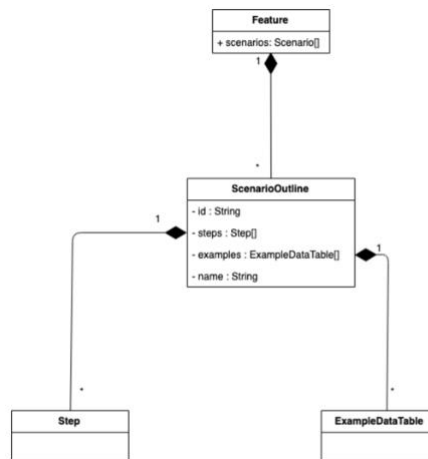 Feature
+ scenarios: Scenario[]
1
*
ScenarioOutline
- id : String
- steps : Step[]
- examples : ExampleDataTable[]
- name : String
1
1
*
*
Step
ExampleDataTable